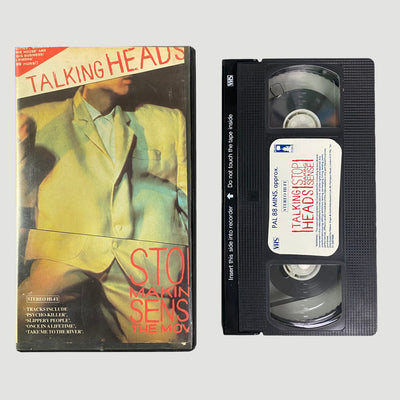 TALKING HEADS
STO
MAKIN
SENS
THE MOV
STEREO HI-FI
TRACKS INCLUDE
'PSYCHO-KILLER',
'SLIPPERY PEOPLE',
'ONCE IN A LIFETIME',
'TAKE ME TO THE RIVER'.
VHS
Do not touch the tape inside
Insert this side into recorder
PAL 88 MINS. approx.
STEREO HI-FI
TALKING HEADS
STOP
MAKING
SENSE
VHS